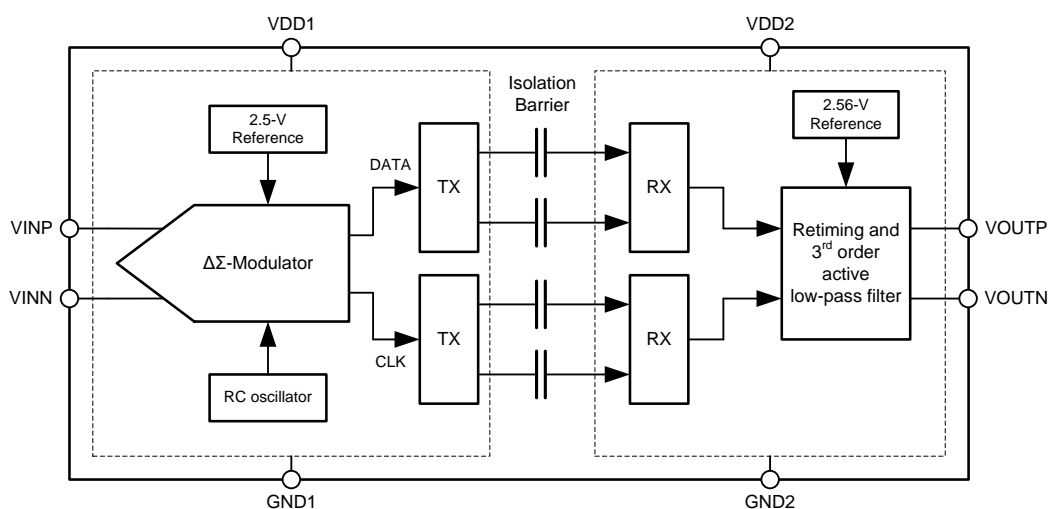 VDD1
VDD2
Isolation
Barrier
2.5-V
Reference
2.56-V
Reference
DATA
TX
RX
VINP
VINN
ΔΣ-Modulator
Retiming and
3rd order
active
low-pass filter
VOUTP
VOUTN
TX
RX
CLK
RC oscillator
GND1
GND2